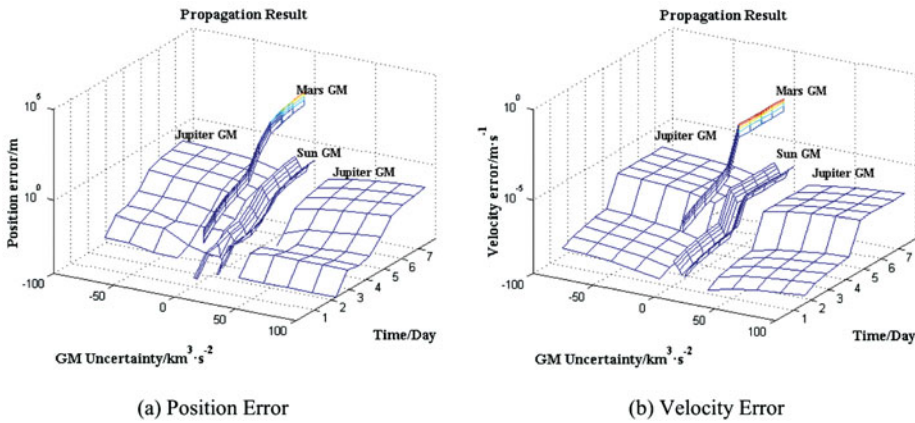 Propagation Result
Mars GM
Jupiter GM
Sun GM
Jupiter GM
Position error/m
10^5
10^0
10
-100
-50
0
50
100
1
2
3
4
5
6
7
Time/Day
GM Uncertainty/km^3·s^-2
(a) Position Error
Propagation Result
Mars GM
Jupiter GM
Sun GM
Jupiter GM
Velocity error/m·s^-1
10^0
10^-5
10
-100
-50
0
50
100
1
2
3
4
5
6
7
Time/Day
GM Uncertainty/km^3·s^-2
(b) Velocity Error